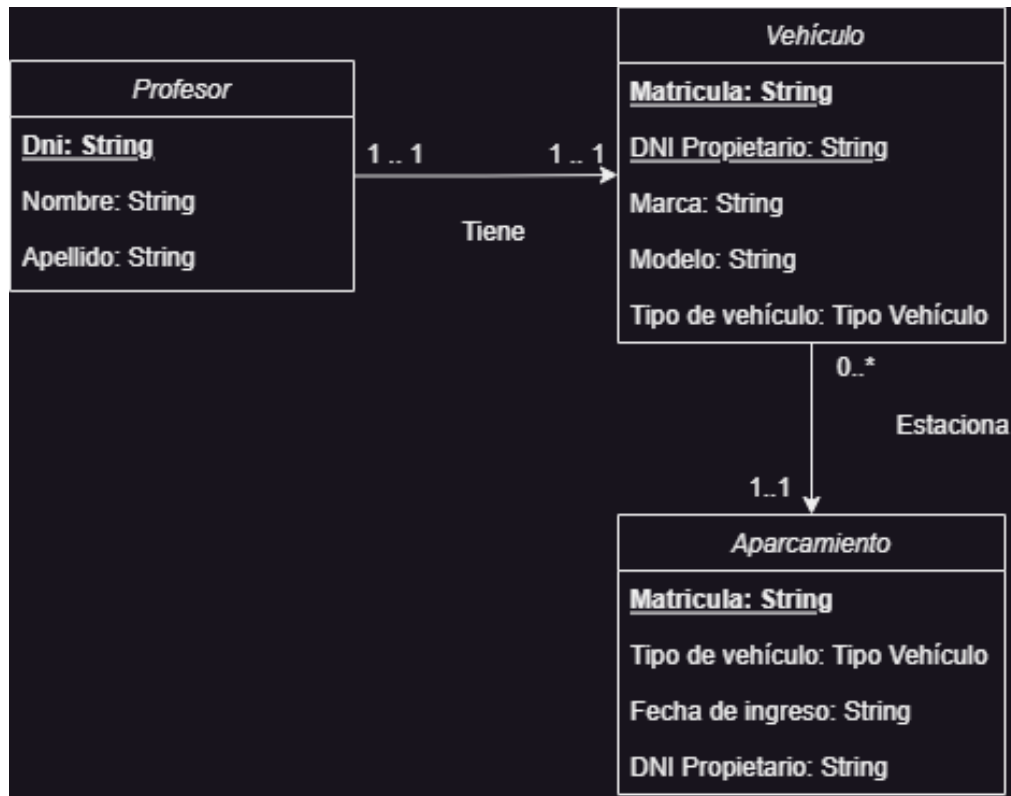 Profesor
Dni: String
Nombre: String
Apellido: String
1 .. 1
1 .. 1
Tiene
Vehículo
Matricula: String
DNI Propietario: String
Marca: String
Modelo: String
Tipo de vehículo: Tipo Vehículo
0..*
Estaciona
1..1
Aparcamiento
Matricula: String
Tipo de vehículo: Tipo Vehículo
Fecha de ingreso: String
DNI Propietario: String